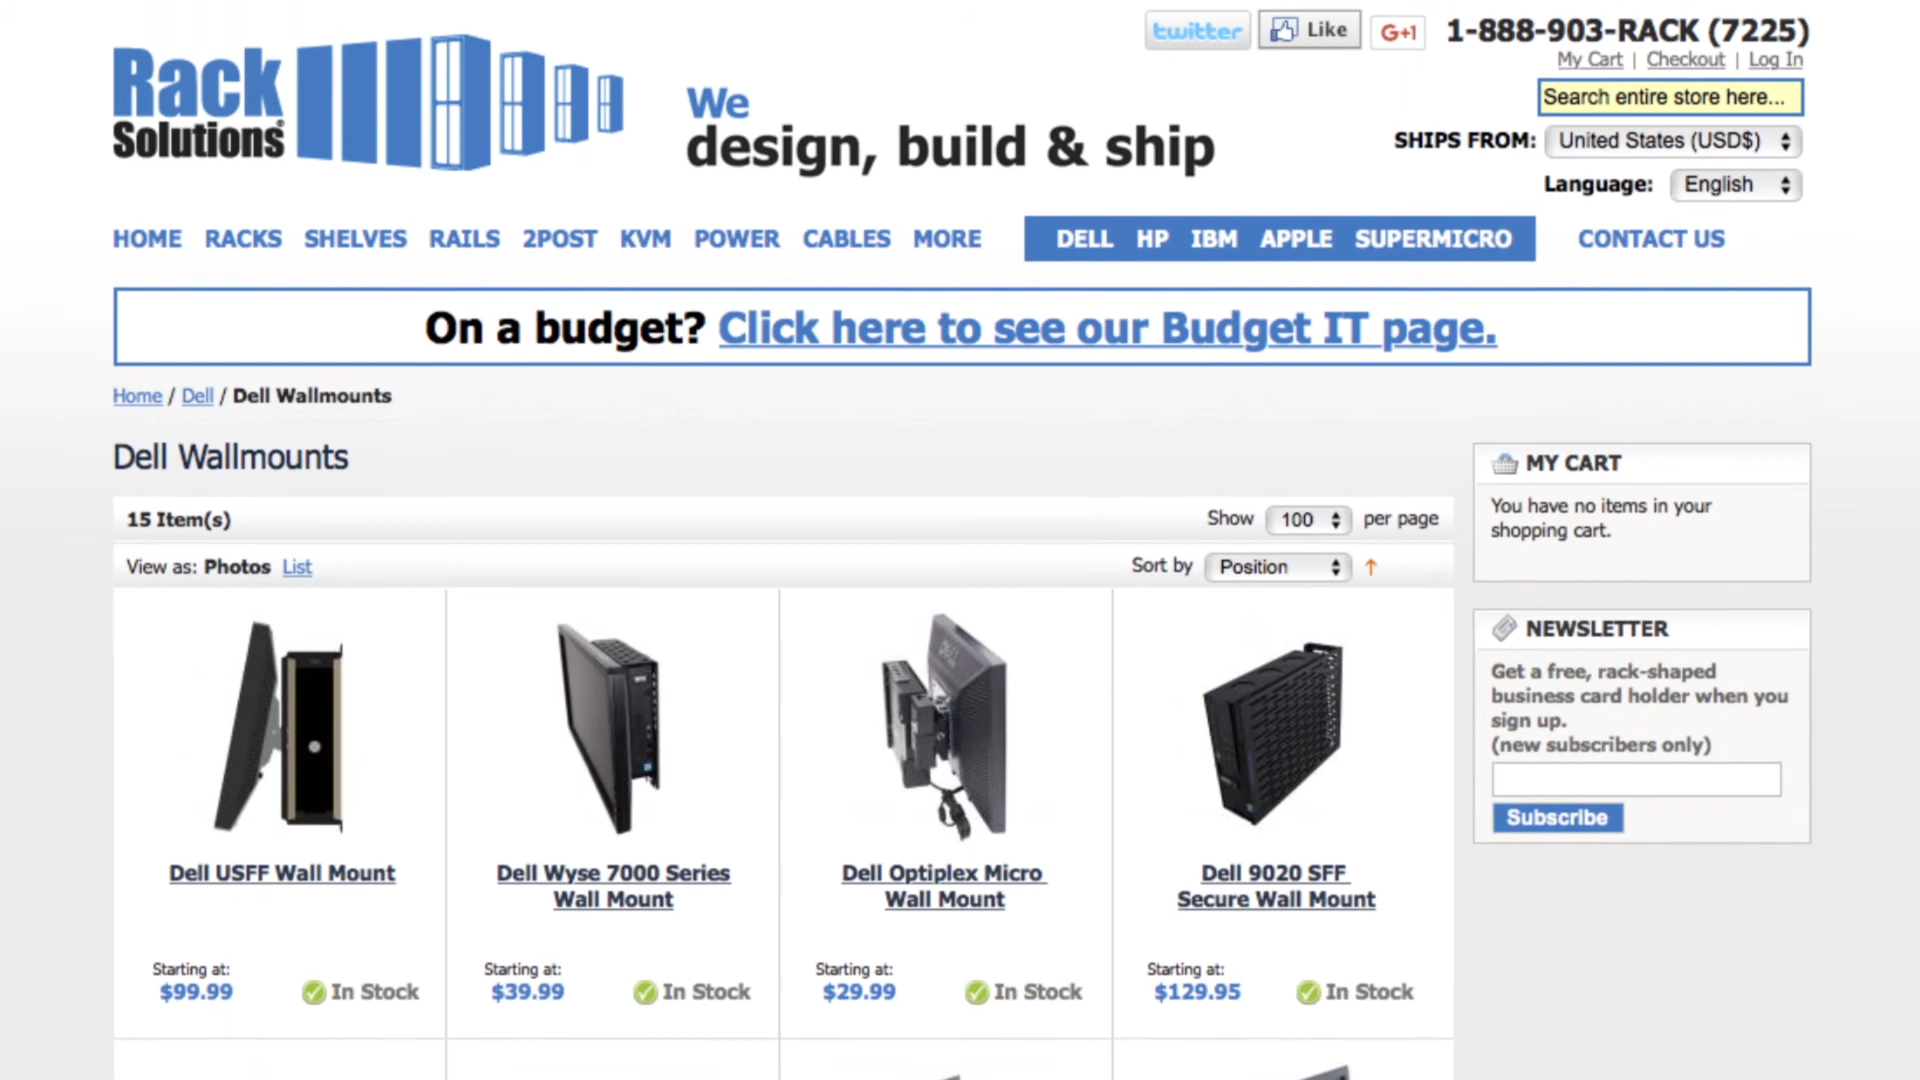 Rack
Solutions®
We
design, build & ship
twitter
Like
G+1
1-888-903-RACK (7225)
My Cart | Checkout | Log In
Search entire store here...
SHIPS FROM: United States (USD$)
Language: English
HOME RACKS SHELVES RAILS 2POST KVM POWER CABLES MORE DELL HP IBM APPLE SUPERMICRO CONTACT US
On a budget? Click here to see our Budget IT page.
Home / Dell / Dell Wallmounts
Dell Wallmounts
15 Item(s)
Show 100 per page
View as: Photos List
Sort by Position
Dell USFF Wall Mount
Starting at:
$99.99
In Stock
Dell Wyse 7000 Series
Wall Mount
Starting at:
$39.99
In Stock
DELL
Dell Optiplex Micro
Wall Mount
Starting at:
$29.99
In Stock
Dell 9020 SFF
Secure Wall Mount
Starting at:
$129.95
In Stock
MY CART
You have no items in your
shopping cart.
NEWSLETTER
Get a free, rack-shaped
business card holder when you
sign up.
(new subscribers only)
Subscribe